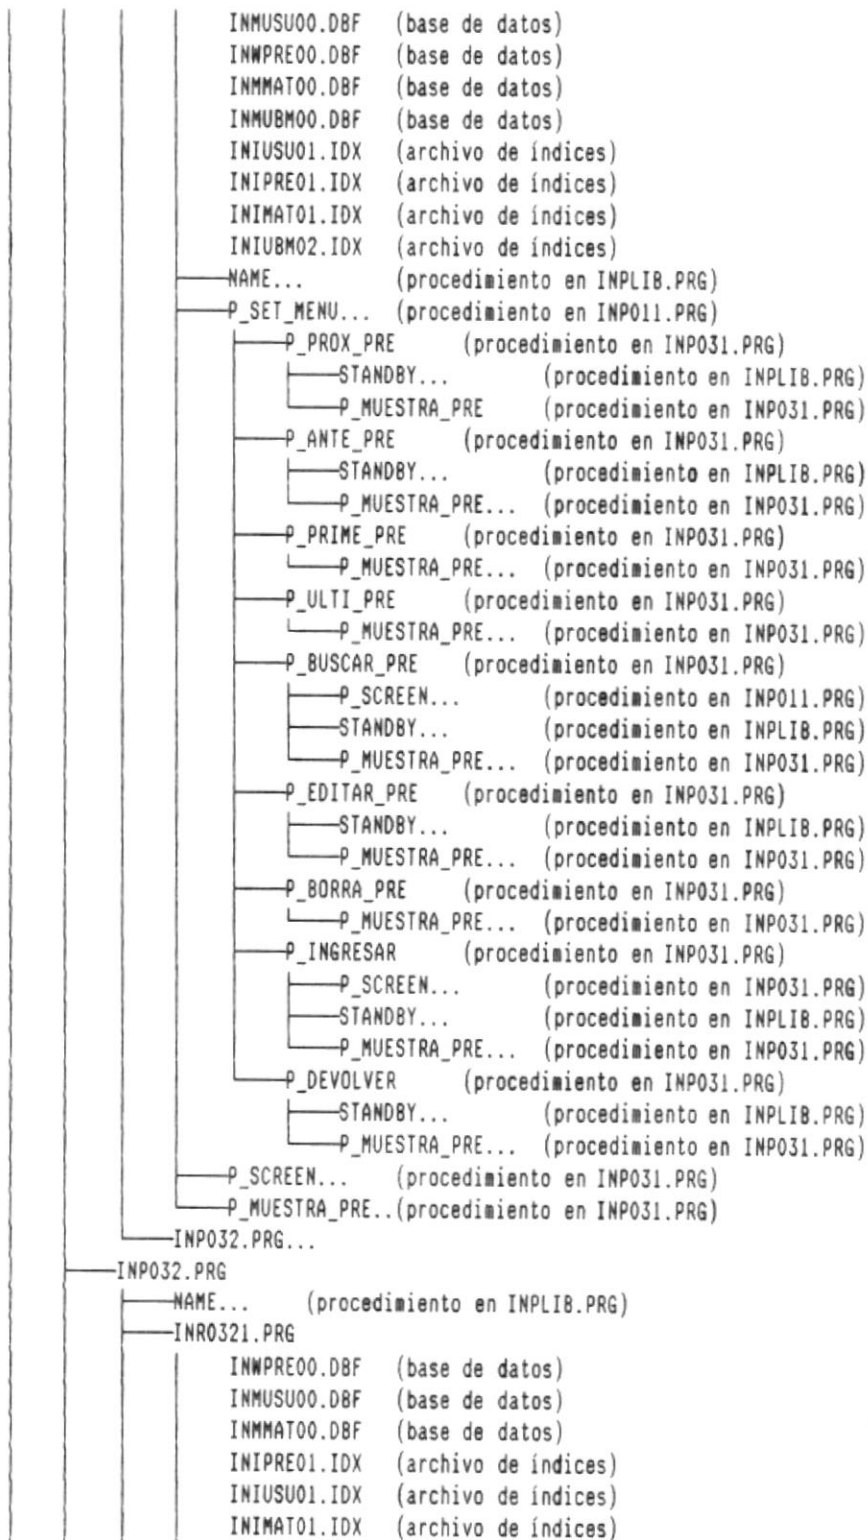 INMUSU00.DBF (base de datos)
INWPRE00.DBF (base de datos)
INMMAT00.DBF (base de datos)
INMUBM00.DBF (base de datos)
INIUSU01.IDX (archivo de índices)
INIPRE01.IDX (archivo de índices)
INIMAT01.IDX (archivo de índices)
INIUBM02.IDX (archivo de índices)
NAME... (procedimiento en INPLIB.PRG)
P_SET_MENU... (procedimiento en INP011.PRG)
P_PROX_PRE (procedimiento en INP031.PRG)
STANDBY... (procedimiento en INPLIB.PRG)
P_MUESTRA_PRE (procedimiento en INP031.PRG)
P_ANTE_PRE (procedimiento en INP031.PRG)
STANDBY... (procedimiento en INPLIB.PRG)
P_MUESTRA_PRE... (procedimiento en INP031.PRG)
P_PRIME_PRE (procedimiento en INP031.PRG)
P_MUESTRA_PRE... (procedimiento en INP031.PRG)
P_ULTI_PRE (procedimiento en INP031.PRG)
P_MUESTRA_PRE... (procedimiento en INP031.PRG)
P_BUSCAR_PRE (procedimiento en INP031.PRG)
P_SCREEN... (procedimiento en INP011.PRG)
STANDBY... (procedimiento en INPLIB.PRG)
P_MUESTRA_PRE... (procedimiento en INP031.PRG)
P_EDITAR_PRE (procedimiento en INP031.PRG)
STANDBY... (procedimiento en INPLIB.PRG)
P_MUESTRA_PRE... (procedimiento en INP031.PRG)
P_BORRA_PRE (procedimiento en INP031.PRG)
P_MUESTRA_PRE... (procedimiento en INP031.PRG)
P_INGRESAR (procedimiento en INP031.PRG)
P_SCREEN... (procedimiento en INP031.PRG)
STANDBY... (procedimiento en INPLIB.PRG)
P_MUESTRA_PRE... (procedimiento en INP031.PRG)
P_DEVOLVER (procedimiento en INP031.PRG)
STANDBY... (procedimiento en INPLIB.PRG)
P_MUESTRA_PRE... (procedimiento en INP031.PRG)
P_SCREEN... (procedimiento en INP031.PRG)
P_MUESTRA_PRE..(procedimiento en INP031.PRG)
INP032.PRG...
INP032.PRG
NAME... (procedimiento en INPLIB.PRG)
INR0321.PRG
INWPRE00.DBF (base de datos)
INMUSU00.DBF (base de datos)
INMMAT00.DBF (base de datos)
INIPRE01.IDX (archivo de índices)
INIUSU01.IDX (archivo de índices)
INIMAT01.IDX (archivo de índices)